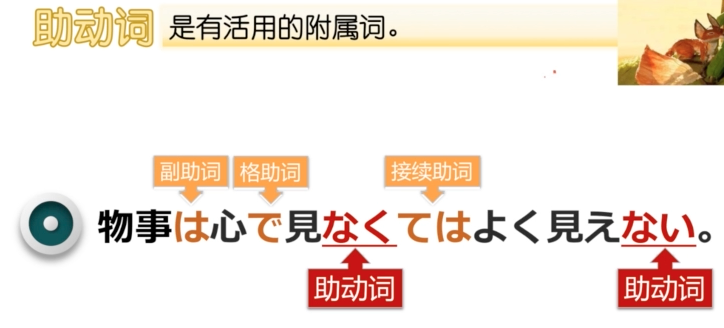 助动词 是有活用的附属词。
副助词 格助词 接续助词
物事は心で見なくてはよく見えない。
助动词 助动词